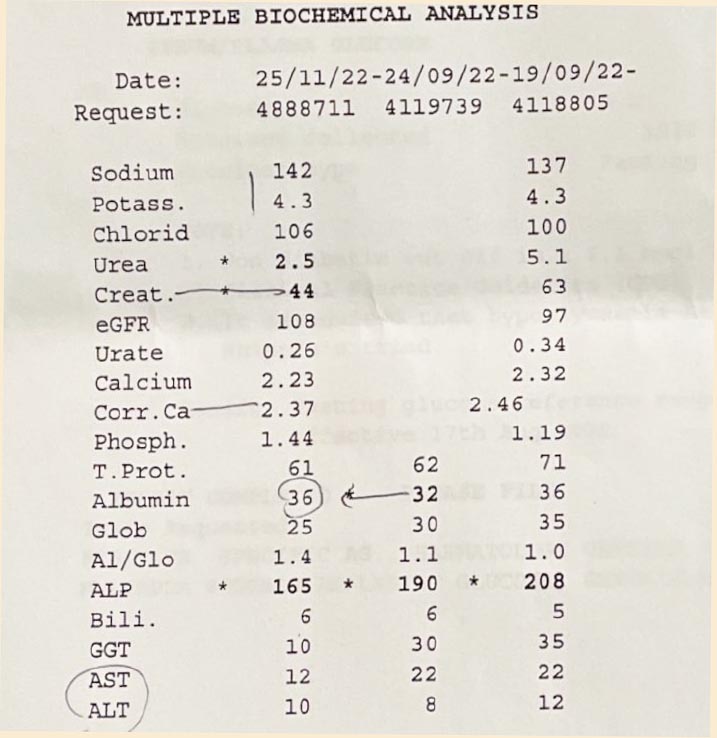 MULTIPLE BIOCHEMICAL ANALYSIS
Date: 25/11/22-24/09/22-19/09/22-
Request: 4888711 4119739 4118805
Sodium 142 137
Potass. 4.3 4.3
Chlorid 106 100
Urea * 2.5 5.1
Creat. * 44 63
eGFR 108 97
Urate 0.26 0.34
Calcium 2.23 2.32
Corr.Ca 2.37 2.46
Phosph. 1.44 1.19
T.Prot. 61 62 71
Albumin 36 * 32 36
Glob 25 30 35
Al/Glo 1.4 1.1 1.0
ALP * 165 * 190 * 208
Bili. 6 6 5
GGT 10 30 35
AST 12 22 22
ALT 10 8 12